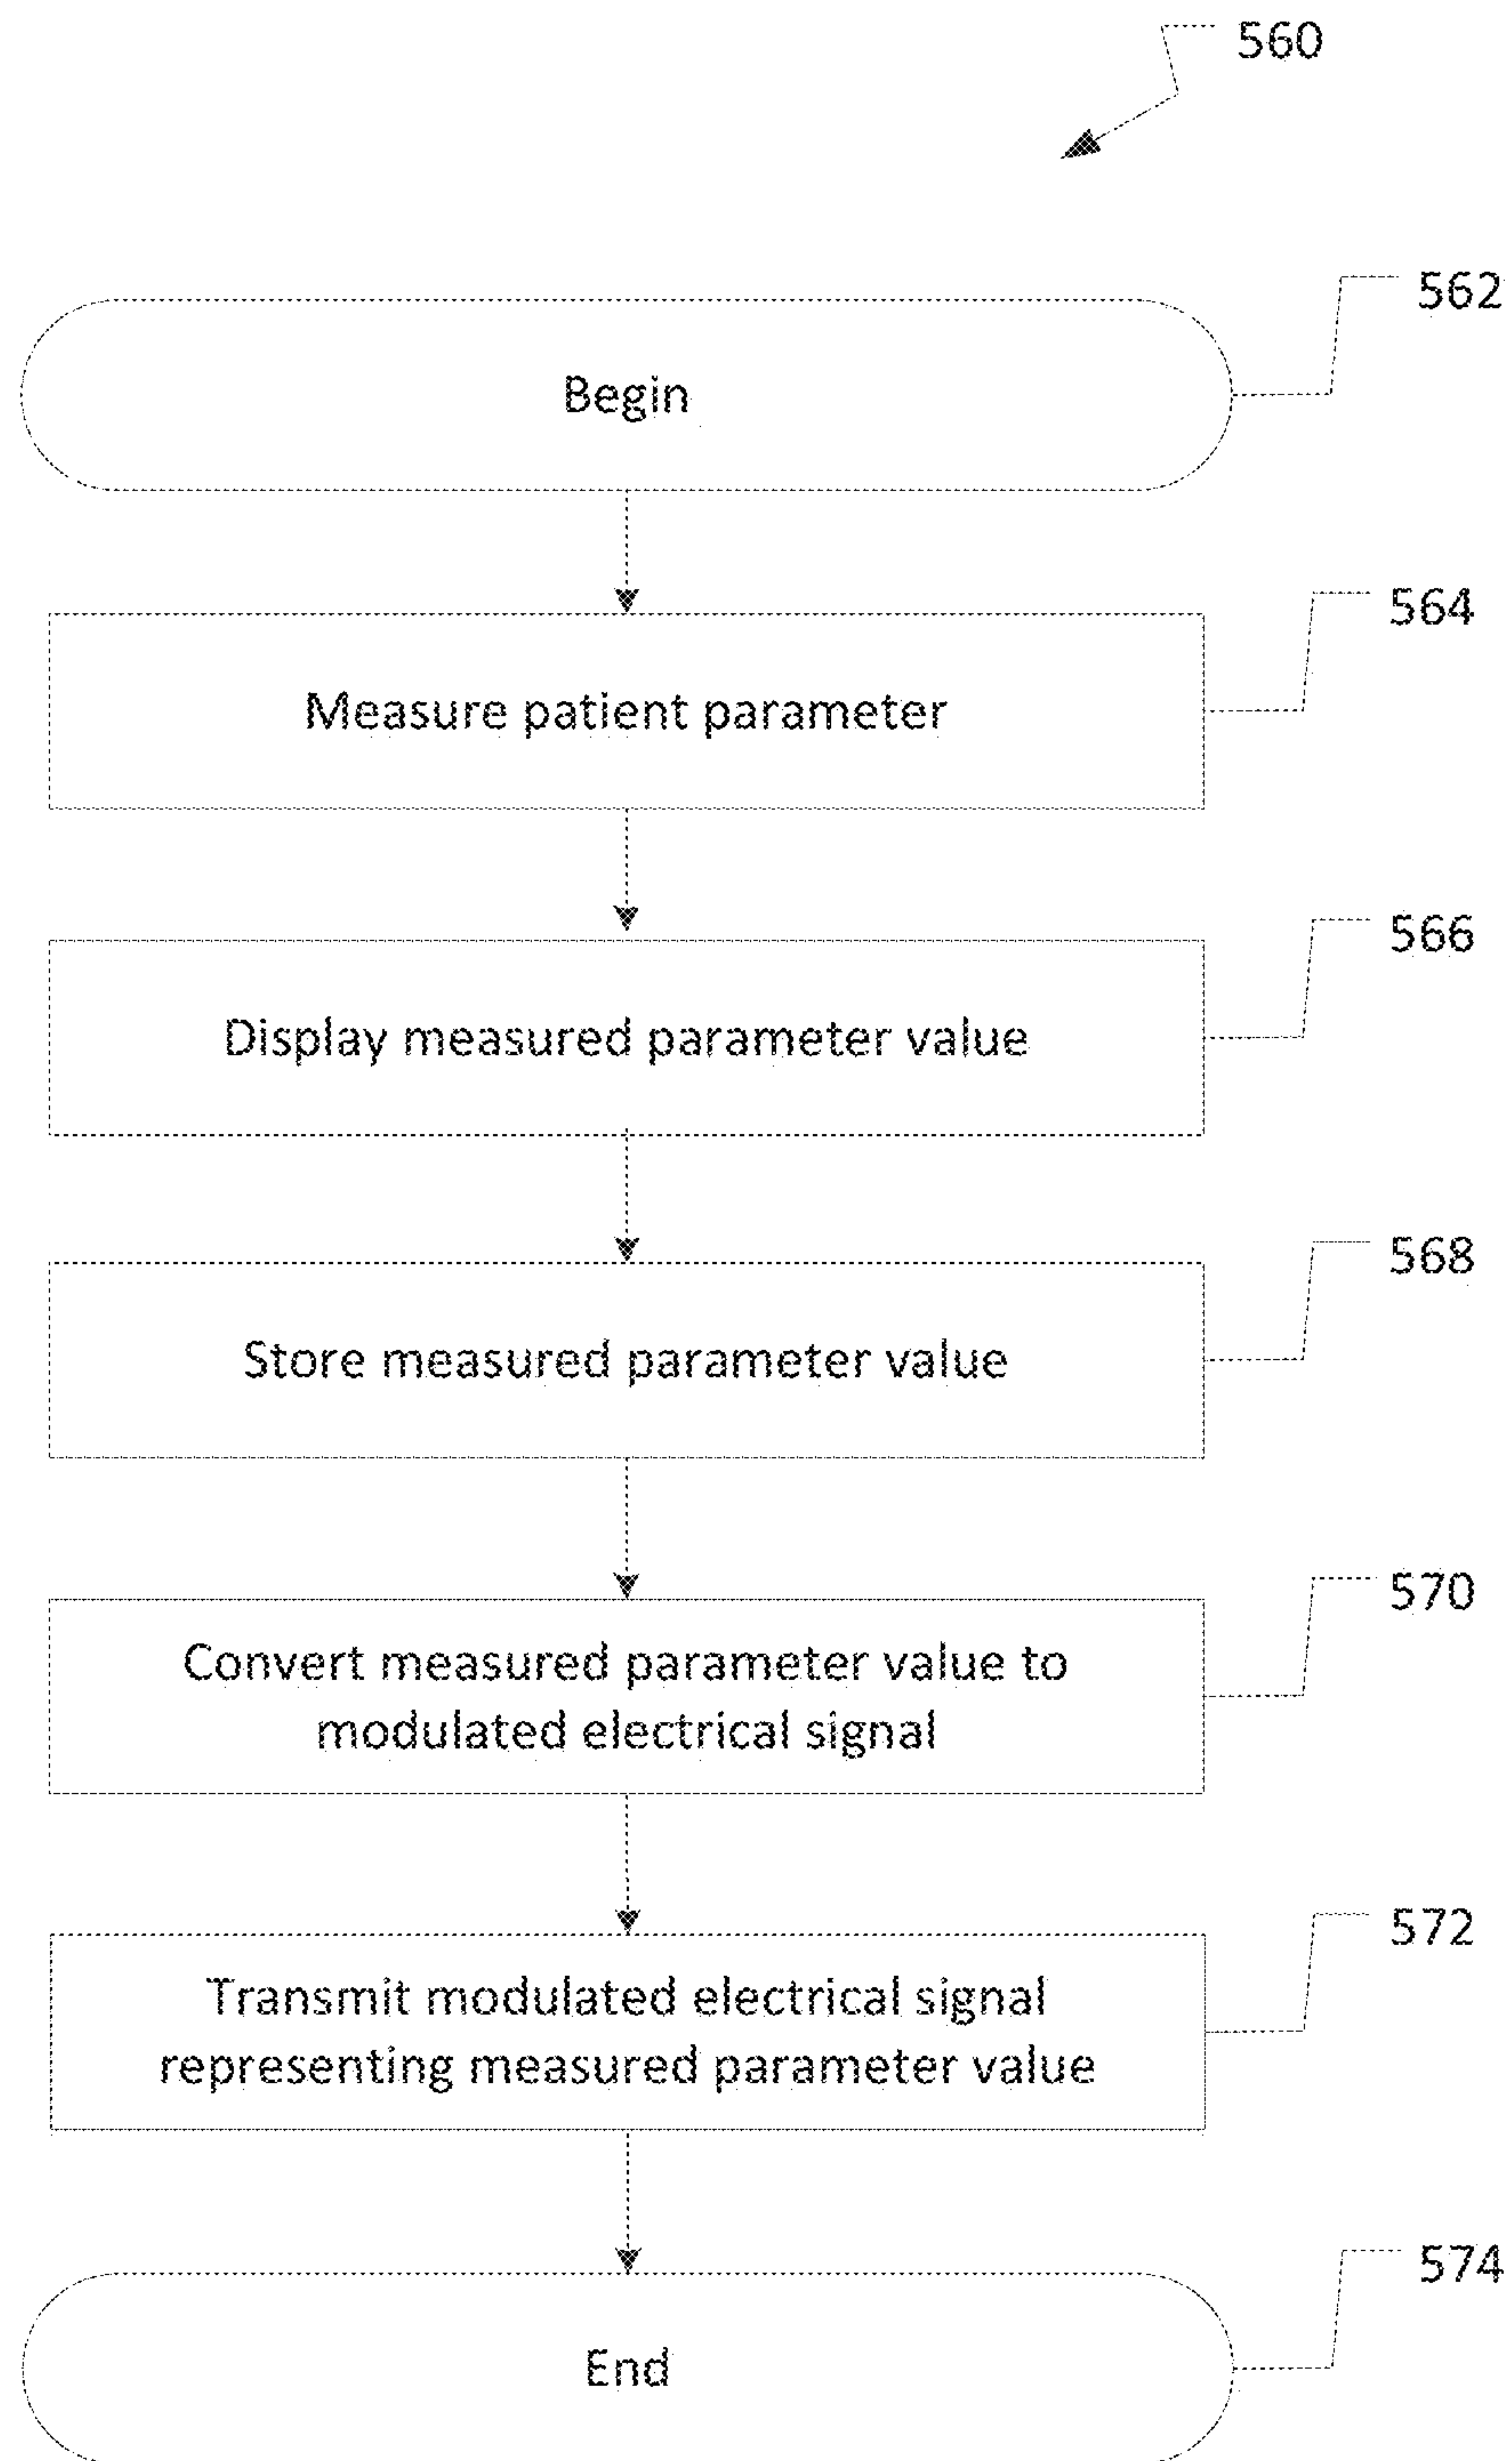 560
562
Begin
564
Measure patient parameter
566
Display measured parameter value
568
Store measured parameter value
570
Convert measured parameter value to
modulated electrical signal
572
Transmit modulated electrical signal
representing measured parameter value
574
End